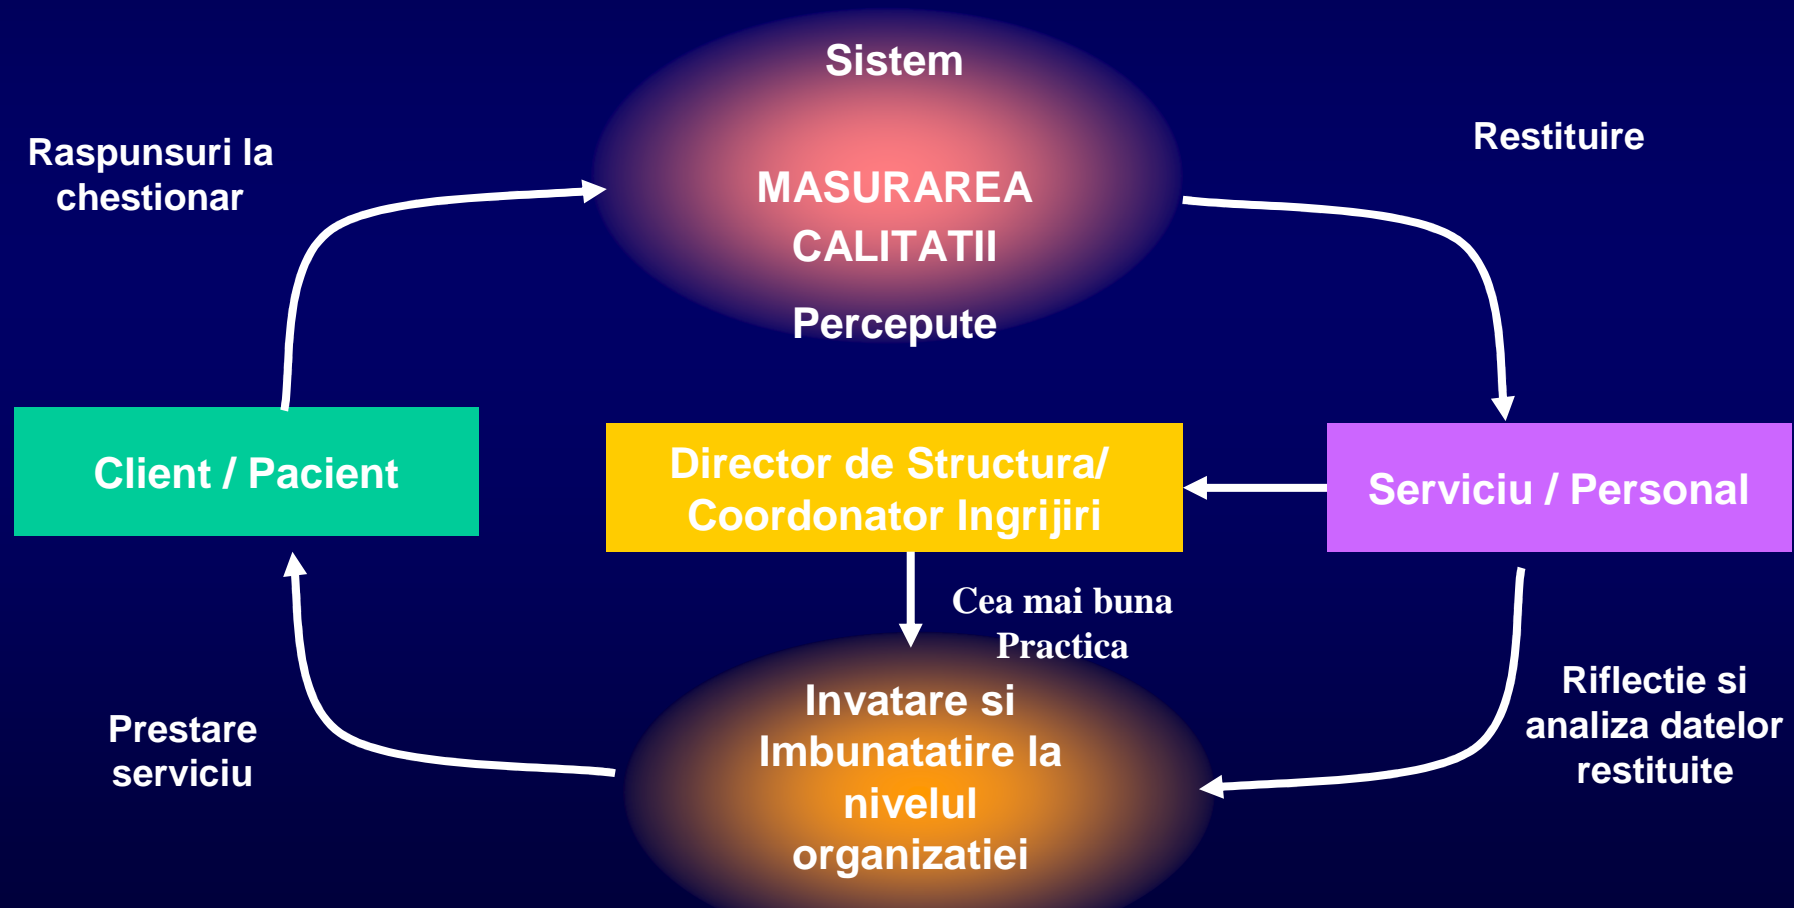 Sistem
MASURAREA
CALITATII
Percepute
Raspunsuri la
chestionar
Restituire
Client / Pacient
Director de Structura/
Coordonator Ingrijiri
Serviciu / Personal
Cea mai buna
Practica
Invatare si
Imbunatatire la
nivelul
organizatiei
Prestare
serviciu
Riflectie si
analiza datelor
restituite